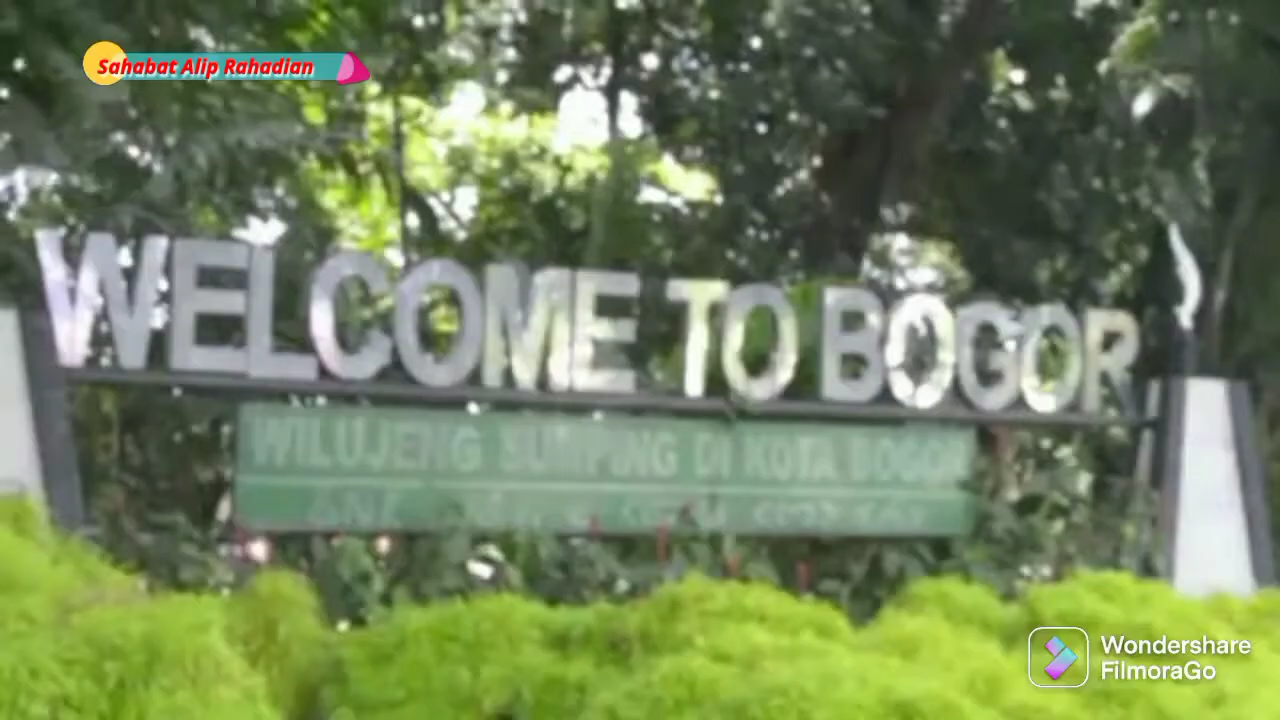 Sahabat Alip Rahadian
WELCOME TO BOGOR
WILUJENG SUMPING DI KOTA BOGOR
Wondershare
FilmoraGo